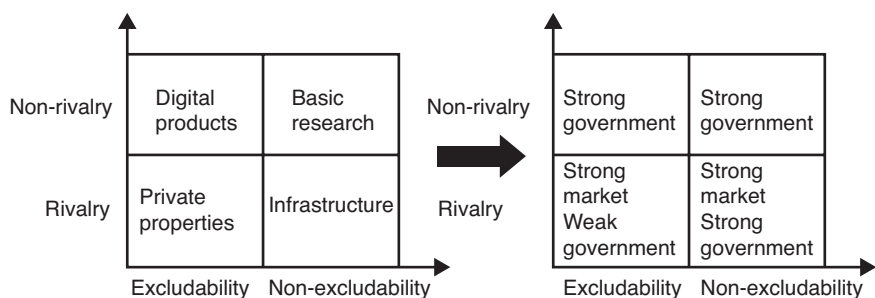 Non-rivalry
Digital
products
Basic
research
Rivalry
Private
properties
Infrastructure
Excludability Non-excludability
Non-rivalry
Strong
government
Strong
government
Rivalry
Strong
market
Weak
government
Strong
market
Strong
government
Excludability Non-excludability